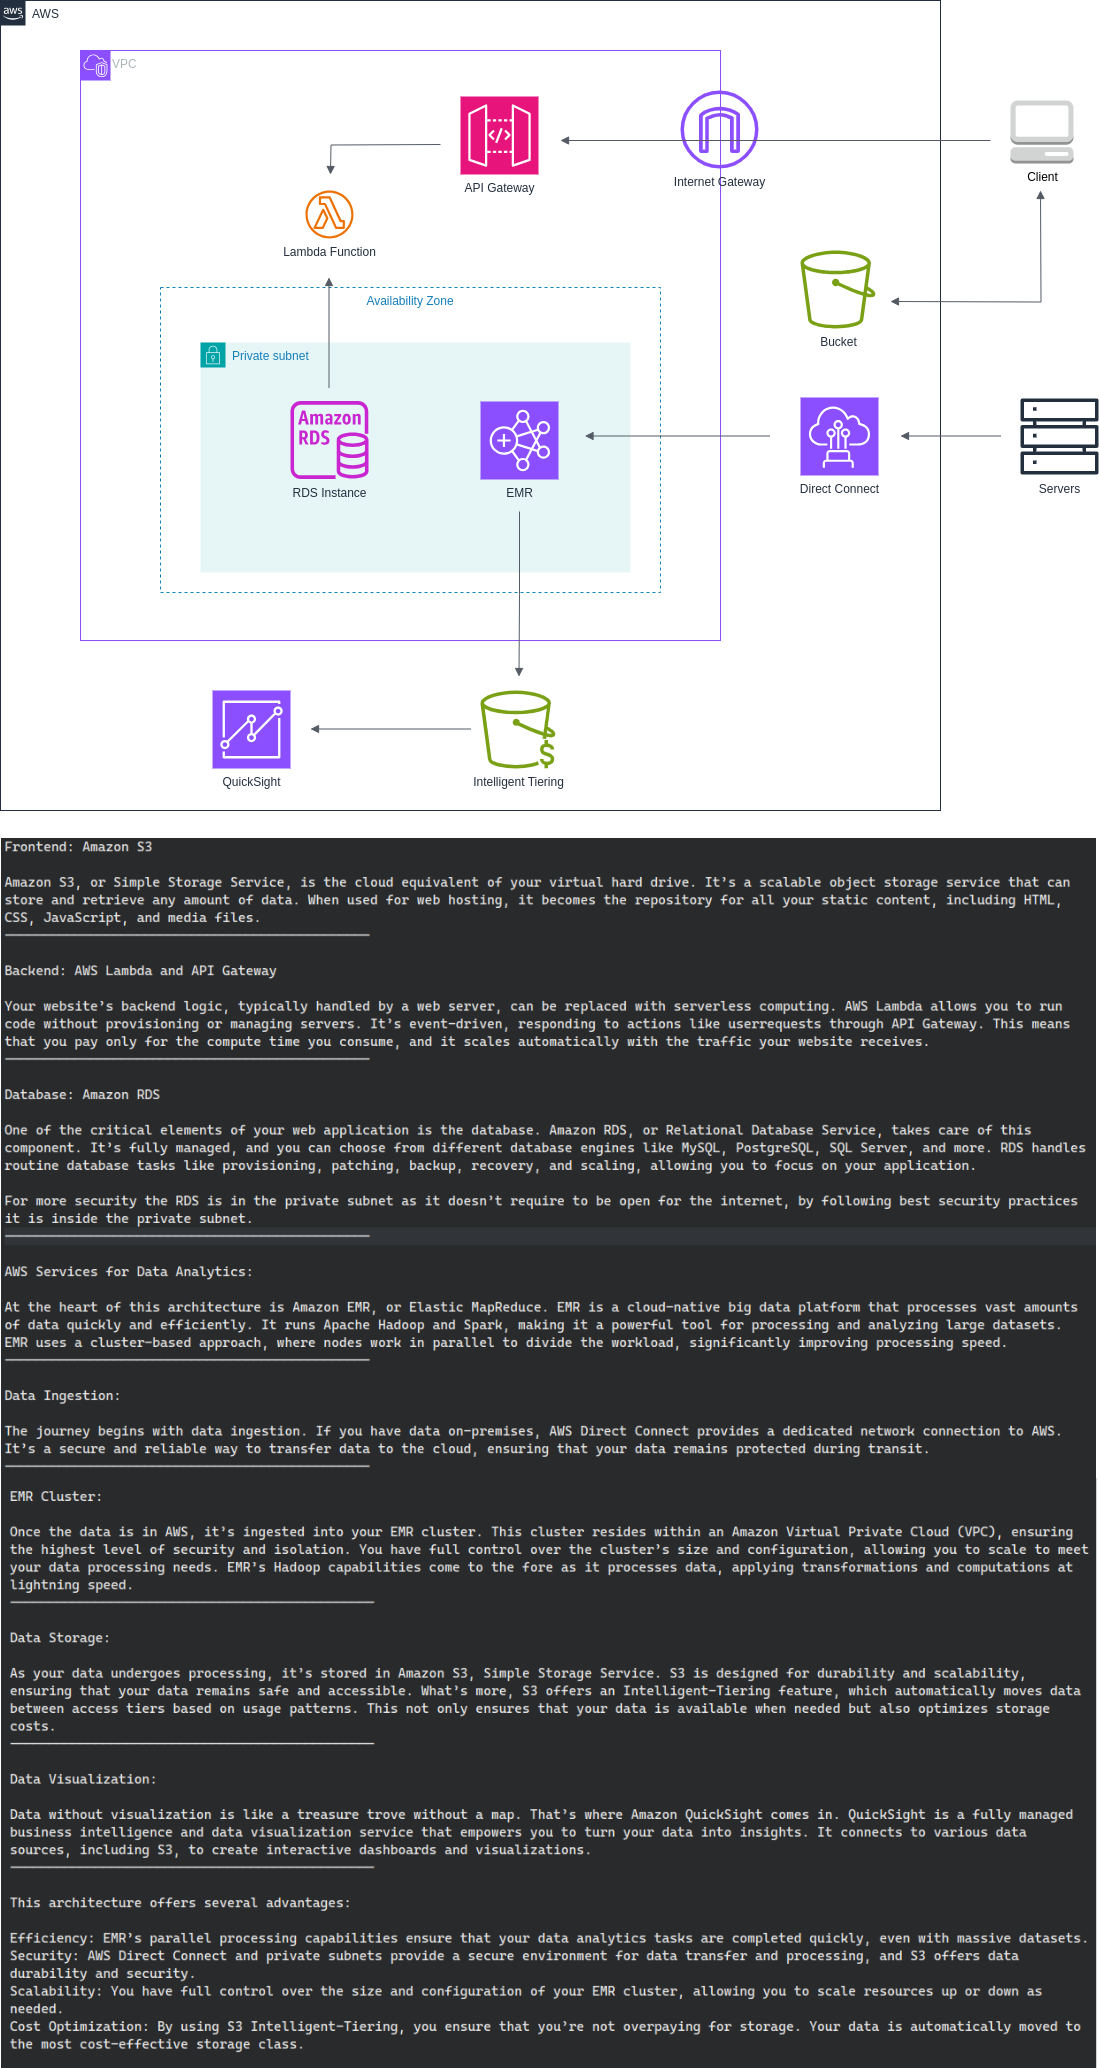 aws
AWS
VPC
API Gateway
Internet Gateway
Client
Lambda Function
Availability Zone
Bucket
Private subnet
Amazon
RDS
RDS Instance
EMR
Direct Connect
Servers
QuickSight
$
Intelligent Tiering
Frontend: Amazon S3
Amazon S3, or Simple Storage Service, is the cloud equivalent of your virtual hard drive. It's a scalable object storage service that can
store and retrieve any amount of data. When used for web hosting, it becomes the repository for all your static content, including HTML,
CSS, JavaScript, and media files.
Backend: AWS Lambda and API Gateway
Your website's backend logic, typically handled by a web server, can be replaced with serverless computing. AWS Lambda allows you to run
code without provisioning or managing servers. It's event-driven, responding to actions like userrequests through API Gateway. This means
that you pay only for the compute time you consume, and it scales automatically with the traffic your website receives.
Database: Amazon RDS
One of the critical elements of your web application is the database. Amazon RDS, or Relational Database Service, takes care of this
component. It's fully managed, and you can choose from different database engines like MySQL, PostgreSQL, SQL Server, and more. RDS handles
routine database tasks like provisioning, patching, backup, recovery, and scaling, allowing you to focus on your application.
For more security the RDS is in the private subnet as it doesn't require to be open for the internet, by following best security practices
it is inside the private subnet.
AWS Services for Data Analytics:
At the heart of this architecture is Amazon EMR, or Elastic MapReduce. EMR is a cloud-native big data platform that processes vast amounts
of data quickly and efficiently. It runs Apache Hadoop and Spark, making it a powerful tool for processing and analyzing large datasets.
EMR uses a cluster-based approach, where nodes work in parallel to divide the workload, significantly improving processing speed.
Data Ingestion:
The journey begins with data ingestion. If you have data on-premises, AWS Direct Connect provides a dedicated network connection to AWS.
It's a secure and reliable way to transfer data to the cloud, ensuring that your data remains protected during transit.
EMR Cluster:
Once the data is in AWS, it's ingested into your EMR cluster. This cluster resides within an Amazon Virtual Private Cloud (VPC), ensuring
the highest level of security and isolation. You have full control over the cluster's size and configuration, allowing you to scale to meet
your data processing needs. EMR's Hadoop capabilities come to the fore as it processes data, applying transformations and computations at
lightning speed.
Data Storage:
As your data undergoes processing, it's stored in Amazon S3, Simple Storage Service. S3 is designed for durability and scalability,
ensuring that your data remains safe and accessible. What's more, S3 offers an Intelligent-Tiering feature, which automatically moves data
between access tiers based on usage patterns. This not only ensures that your data is available when needed but also optimizes storage
costs.
Data Visualization:
Data without visualization is like a treasure trove without a map. That's where Amazon QuickSight comes in. QuickSight is a fully managed
business intelligence and data visualization service that empowers you to turn your data into insights. It connects to various data
sources, including S3, to create interactive dashboards and visualizations.
This architecture offers several advantages:
Efficiency: EMR's parallel processing capabilities ensure that your data analytics tasks are completed quickly, even with massive datasets.
Security: AWS Direct Connect and private subnets provide a secure environment for data transfer and processing, and S3 offers data
durability and security.
Scalability: You have full control over the size and configuration of your EMR cluster, allowing you to scale resources up or down as
needed.
Cost Optimization: By using S3 Intelligent-Tiering, you ensure that you're not overpaying for storage. Your data is automatically moved to
the most cost-effective storage class.